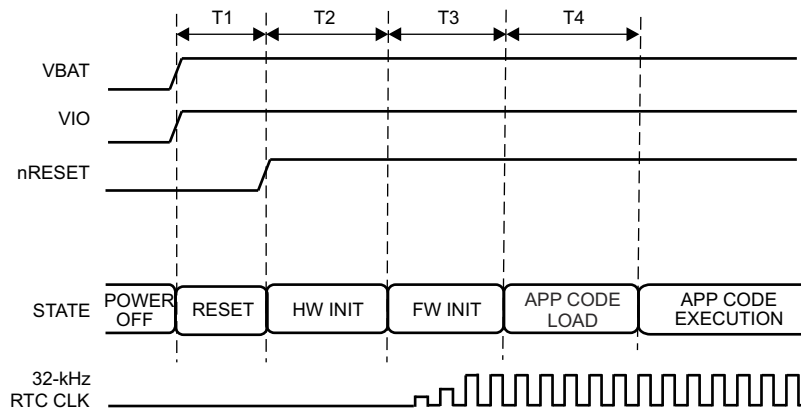 T1 T2 T3 T4
VBAT
VIO
nRESET
STATE
POWER
OFF
RESET
HW INIT
FW INIT
APP CODE
LOAD
APP CODE
EXECUTION
32-kHz
RTC CLK